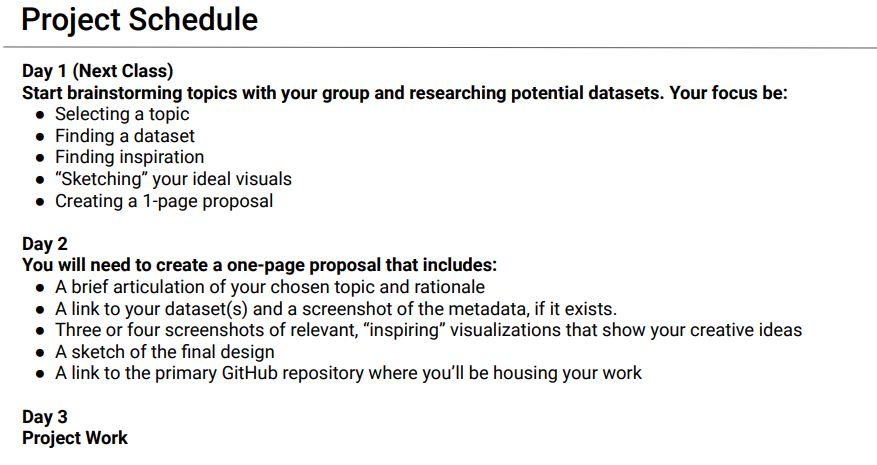 Project Schedule
Day 1 (Next Class)
Start brainstorming topics with your group and researching potential datasets. Your focus be:
● Selecting a topic
● Finding a dataset
● Finding inspiration
● “Sketching” your ideal visuals
● Creating a 1-page proposal
Day 2
You will need to create a one-page proposal that includes:
● A brief articulation of your chosen topic and rationale
● A link to your dataset(s) and a screenshot of the metadata, if it exists.
● Three or four screenshots of relevant, “inspiring” visualizations that show your creative ideas
● A sketch of the final design
● A link to the primary GitHub repository where you’ll be housing your work
Day 3
Project Work